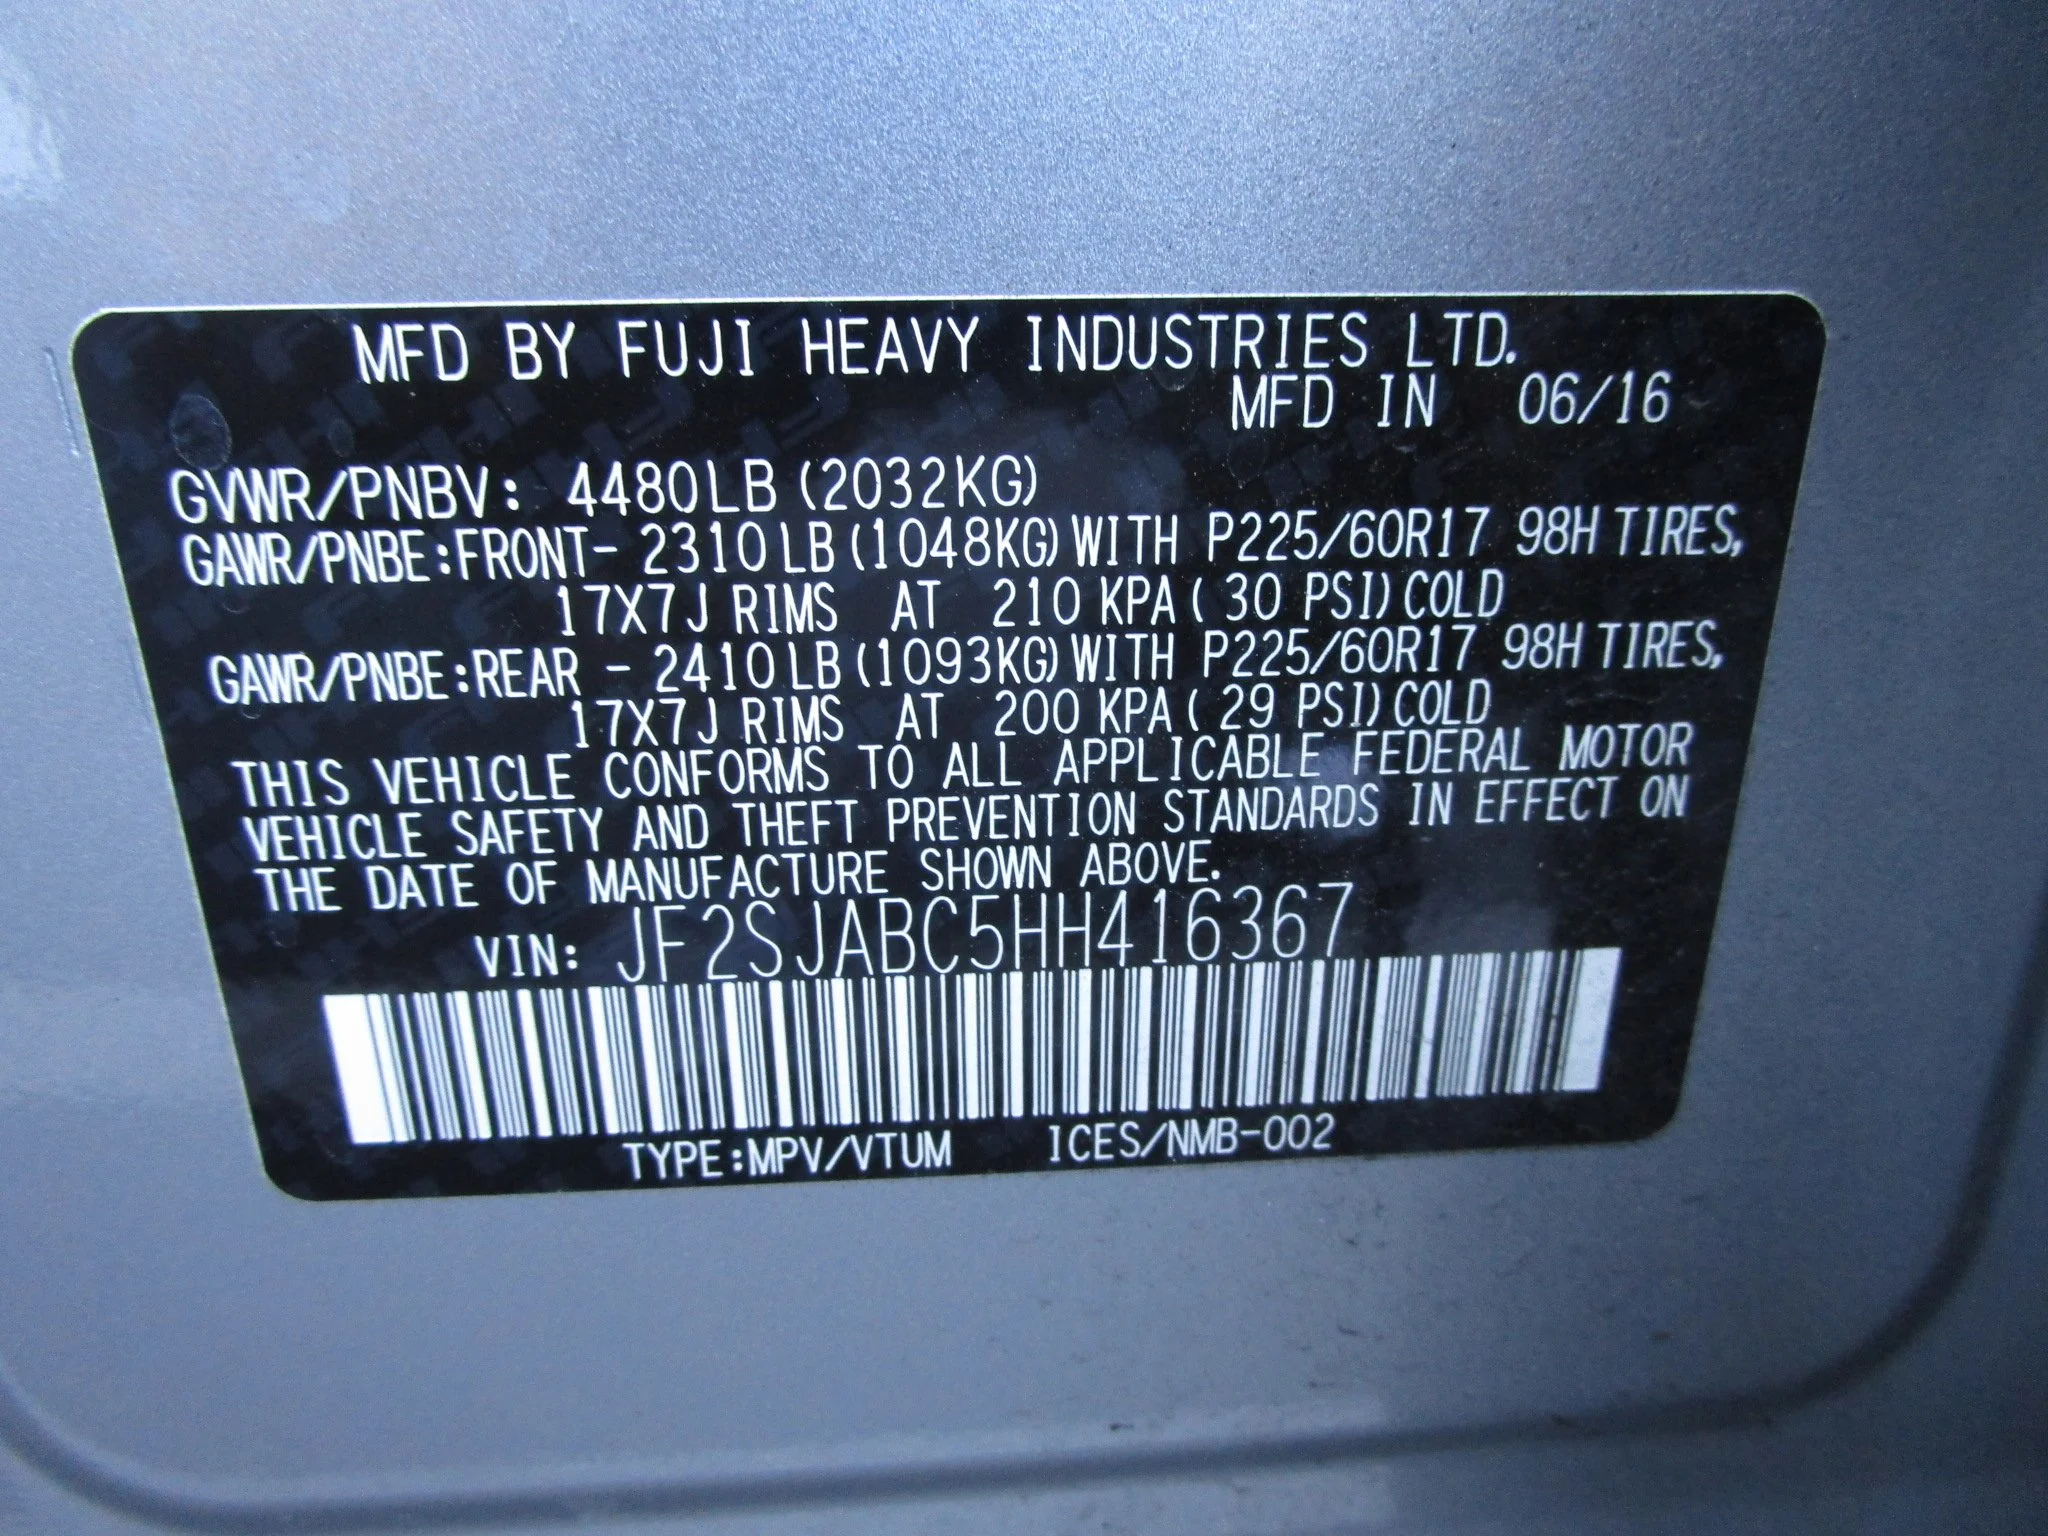 MFD BY FUJI HEAVY INDUSTRIES LTD.
MFD IN 06/16
GVWR/PNBV: 4480LB (2032KG)
GAWR/PNBE:FRONT- 2310LB (1048KG) WITH P225/60R17 98H TIRES,
17X7J RIMS AT 210 KPA ( 30 PSI) COLD
GAWR/PNBE:REAR - 2410LB (1093KG) WITH P225/60R17 98H TIRES,
17X7J RIMS AT 200 KPA ( 29 PSI) COLD
THIS VEHICLE CONFORMS TO ALL APPLICABLE FEDERAL MOTOR
VEHICLE SAFETY AND THEFT PREVENTION STANDARDS IN EFFECT ON
THE DATE OF MANUFACTURE SHOWN ABOVE.
VIN: JF2SJABC5HH416367
TYPE:MPV/VTUM ICES/NMB-002